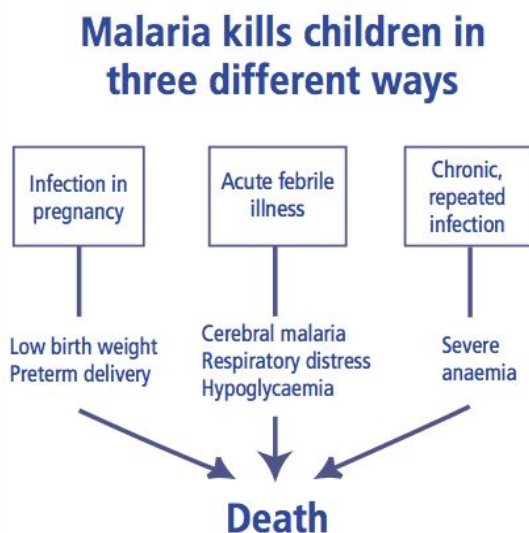 Malaria kills children in
three different ways
Infection in
pregnancy
Acute febrile
illness
Chronic,
repeated
infection
Low birth weight
Preterm delivery
Cerebral malaria
Respiratory distress
Hypoglycaemia
Severe
anaemia
Death